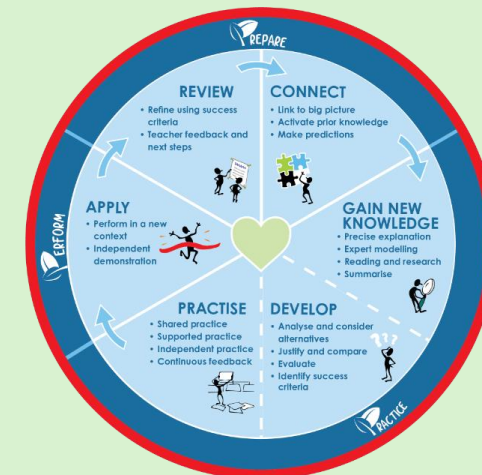 PREPARE
REVIEW
• Refine using success
criteria
• Teacher feedback and
next steps
CONNECT
• Link to big picture
• Activate prior knowledge
• Make predictions
GAIN NEW
KNOWLEDGE
• Precise explanation
• Expert modelling
• Reading and research
• Summarise
DEVELOP
• Analyse and consider
alternatives
• Justify and compare
• Evaluate
• Identify success
criteria
? ? ?
PRACTICE
PRACTISE
• Shared practice
• Supported practice
• Independent practice
• Continuous feedback
APPLY
• Perform in a new
context
• Independent
demonstration
PERFORM